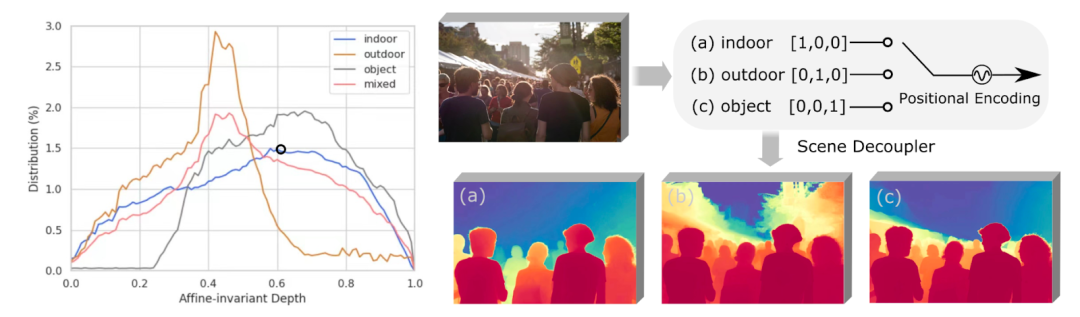 3.0
2.5
2.0
1.5
1.0
0.5
0.0
Distribution (%)
indoor
outdoor
object
mixed
0.0 0.2 0.4 0.6 0.8 1.0
Affine-invariant Depth
(a) indoor [1,0,0]
(b) outdoor [0,1,0]
(c) object [0,0,1]
Positional Encoding
Scene Decoupler
(a)
(b)
(c)